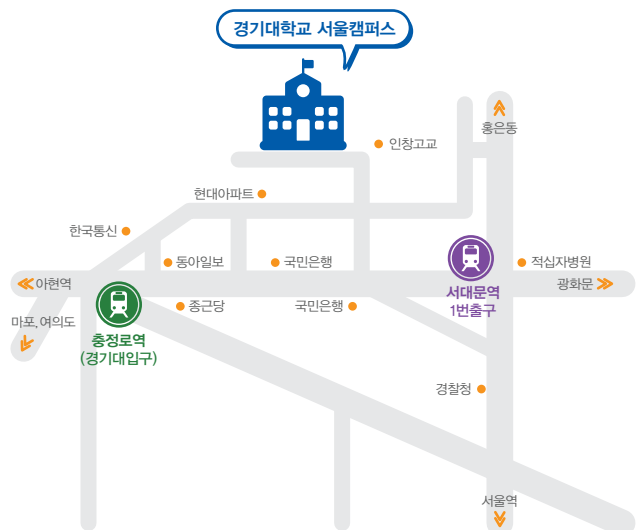 경기대학교 서울캠퍼스
홍은동
인창고교
현대아파트
한국통신
동아일보
국민은행
적십자병원
아현역
서대문역
1번출구
광화문
종근당
국민은행
마포, 여의도
충정로역
(경기대입구)
경찰청
서울역